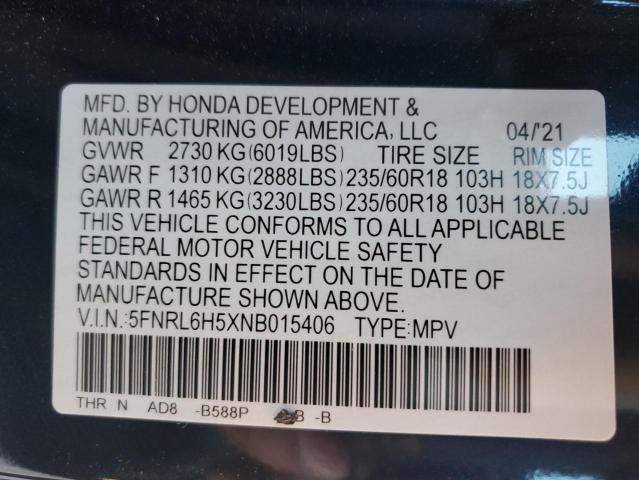 MFD. BY HONDA DEVELOPMENT &
MANUFACTURING OF AMERICA, LLC 04/'21
GVWR 2730 KG(6019LBS) TIRE SIZE RIM SIZE
GAWR F 1310 KG(2888LBS) 235/60R18 103H 18X7.5J
GAWR R 1465 KG(3230LBS) 235/60R18 103H 18X7.5J
THIS VEHICLE CONFORMS TO ALL APPLICABLE
FEDERAL MOTOR VEHICLE SAFETY
STANDARDS IN EFFECT ON THE DATE OF
MANUFACTURE SHOWN ABOVE.
V.I.N.:5FNRL6H5XNB015406 TYPE:MPV
THR N AD8 -B588P -B